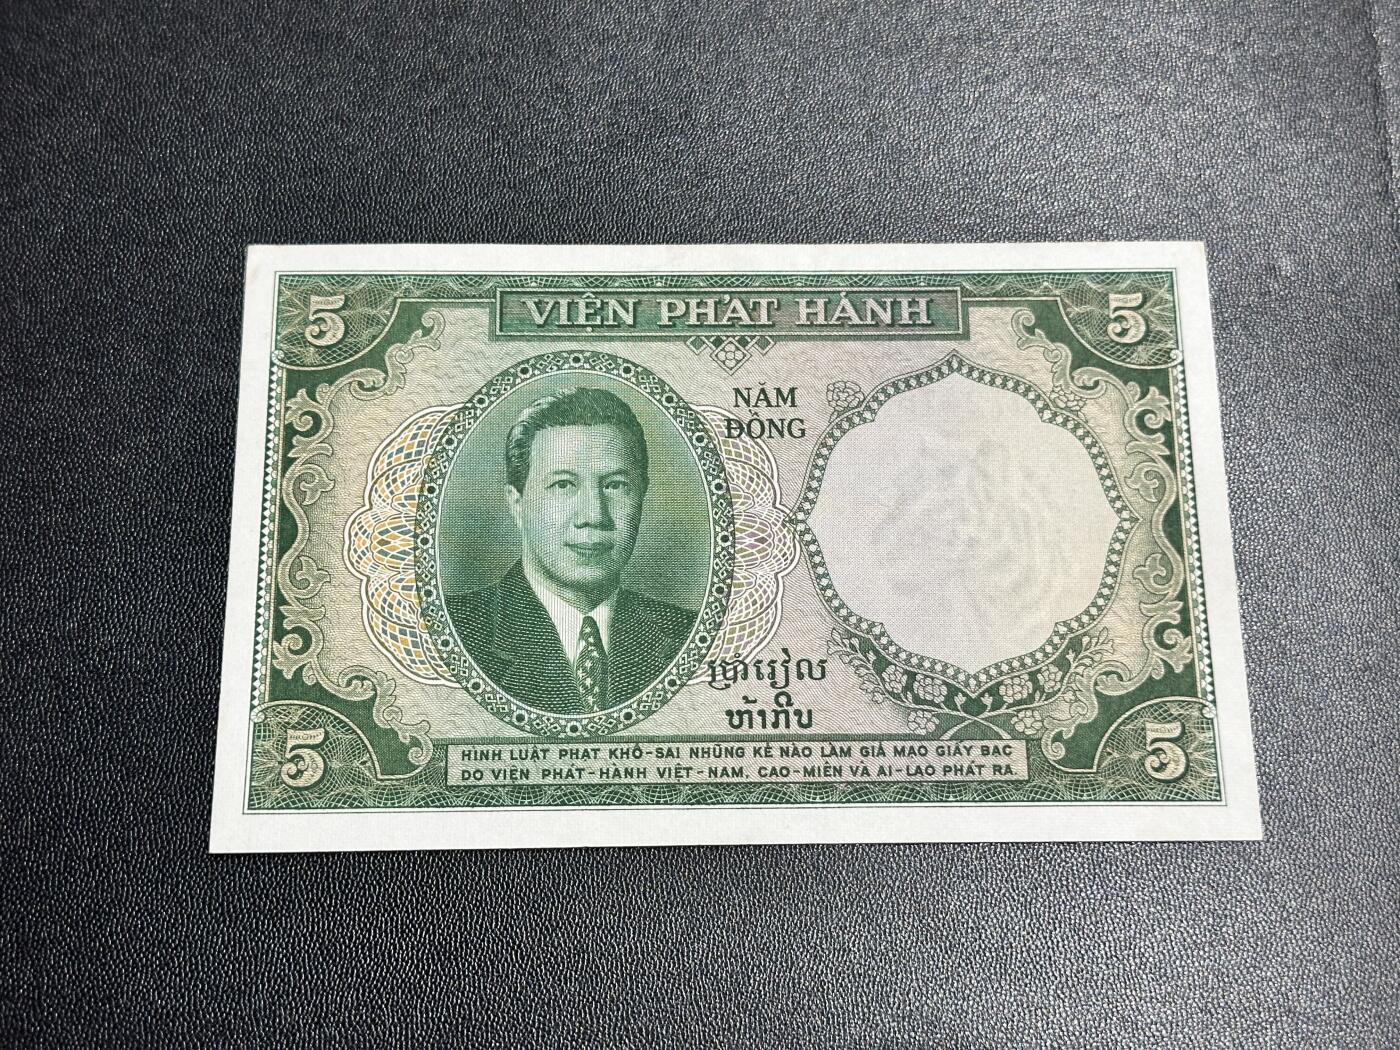 5
VIỆN PHÁT HÀNH
5
NĂM
ĐỒNG
ប្រាំរៀល
ຫ້າກີບ
5
HÌNH LUẬT PHẠT KHỔ-SAI NHỮNG KẺ NÀO LÀM GIẢ MẠO GIẤY BẠC
DO VIỆN PHÁT-HÀNH VIỆT-NAM, CAO-MIÊN VÀ AI-LAO PHÁT RA.
5